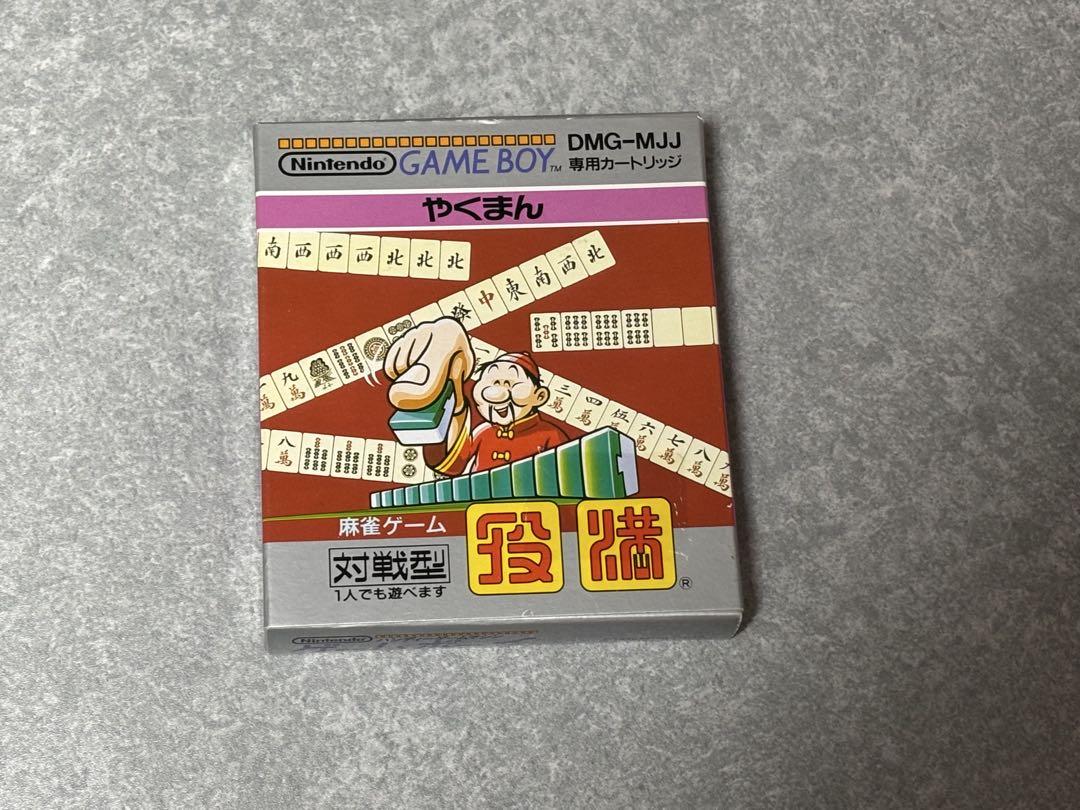 Nintendo GAME BOY™ DMG-MJJ
専用カートリッジ
やくまん
南 西 西 西 北 北 北
發 中 東 南 西 北
九萬
三萬 四萬 伍萬 六萬 七萬 八萬 九萬
八萬
麻雀ゲーム
対戦型
1人でも遊べます
役満®
Nintendo